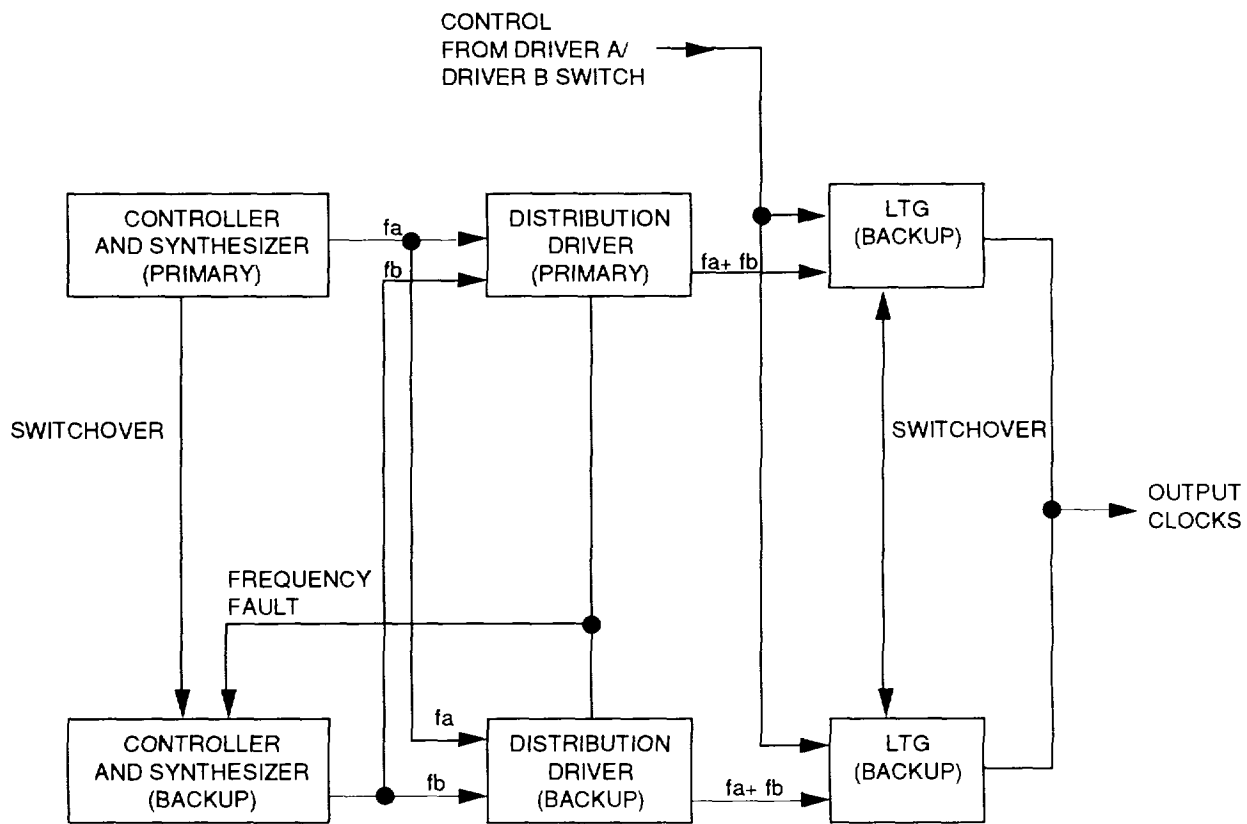 CONTROL
FROM DRIVER A/
DRIVER B SWITCH
CONTROLLER
AND SYNTHESIZER
(PRIMARY)
fa
fb
DISTRIBUTION
DRIVER
(PRIMARY)
fa+ fb
LTG
(BACKUP)
SWITCHOVER
SWITCHOVER
OUTPUT
CLOCKS
FREQUENCY
FAULT
CONTROLLER
AND SYNTHESIZER
(BACKUP)
fa
fb
DISTRIBUTION
DRIVER
(BACKUP)
fa+ fb
LTG
(BACKUP)